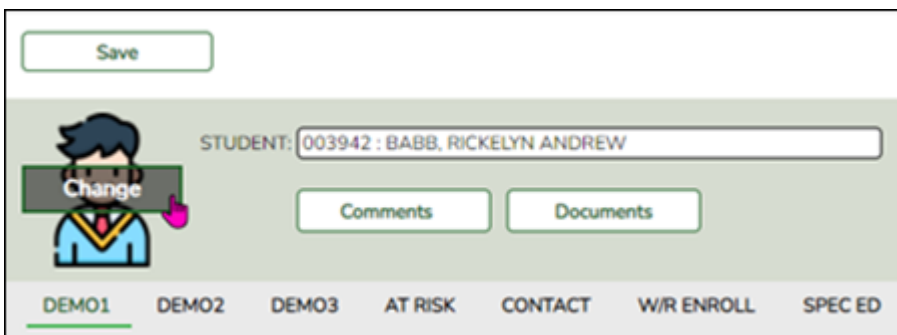 Save
STUDENT: 003942 : BABB, RICKELYN ANDREW
Change
Comments Documents
DEMO1 DEMO2 DEMO3 AT RISK CONTACT W/R ENROLL SPEC ED